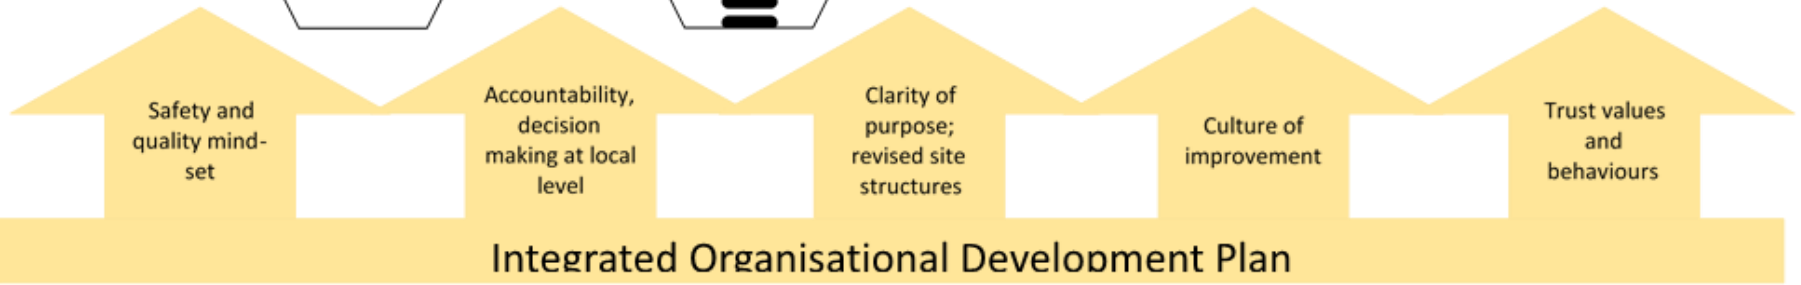 Safety and
quality mind-
set
Accountability,
decision
making at local
level
Clarity of
purpose;
revised site
structures
Culture of
improvement
Trust values
and
behaviours
Integrated Organisational Development Plan